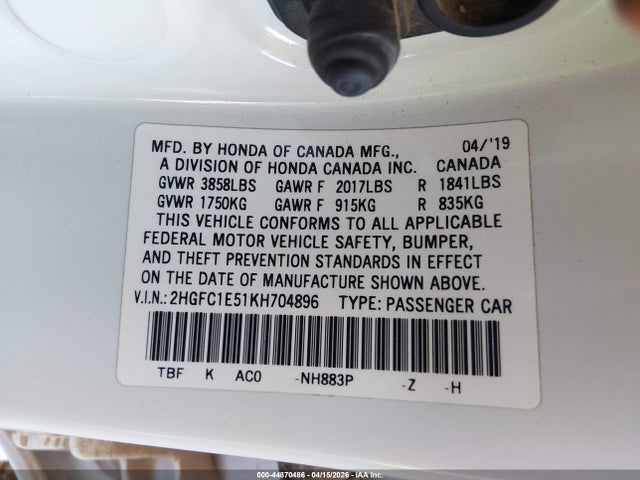 MFD. BY HONDA OF CANADA MFG., 04/'19
A DIVISION OF HONDA CANADA INC. CANADA
GVWR 3858LBS GAWR F 2017LBS R 1841LBS
GVWR 1750KG GAWR F 915KG R 835KG
THIS VEHICLE CONFORMS TO ALL APPLICABLE
FEDERAL MOTOR VEHICLE SAFETY, BUMPER,
AND THEFT PREVENTION STANDARDS IN EFFECT
ON THE DATE OF MANUFACTURE SHOWN ABOVE.
V.I.N.: 2HGFC1E51KH704896 TYPE: PASSENGER CAR
TBF K AC0 -NH883P -Z -H
000-44870486 - 04/15/2026 - IAA Inc.